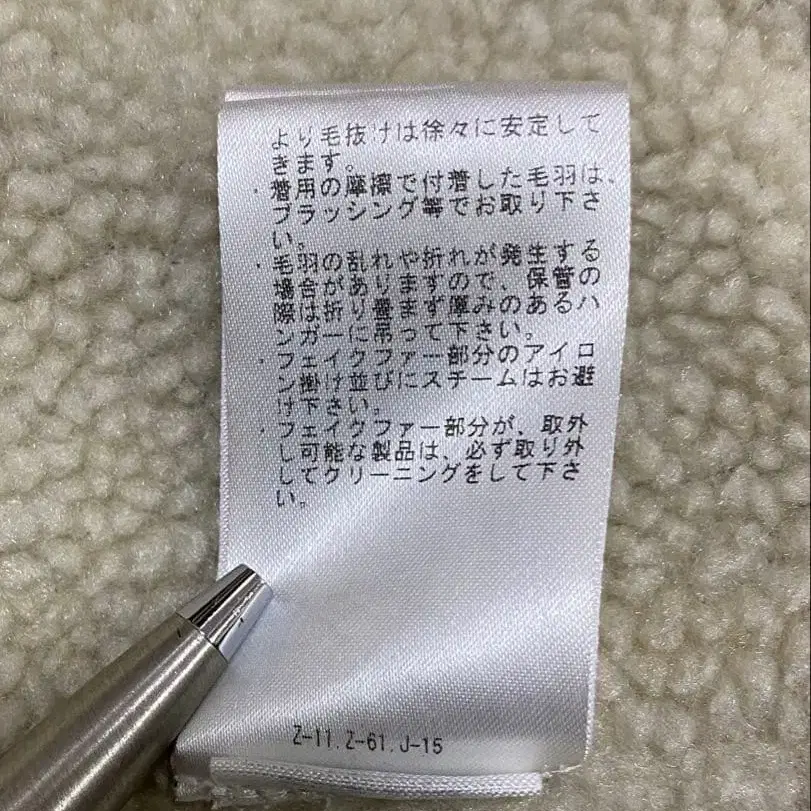 より毛抜けは徐々に安定して
きます。
・着用の摩擦で付着した毛羽は、
ブラッシング等でお取り下さ
い。
・毛羽の乱れや折れが発生する
場合がありますので、保管の
際は折り畳まず厚みのあるハ
ンガーに吊って下さい。
・フェイクファー部分のアイロ
ン掛け並びにスチームはお避
け下さい。
・フェイクファー部分が、取外
し可能な製品は、必ず取り外
してクリーニングをして下さ
い。
Z-11.Z-61.J-15